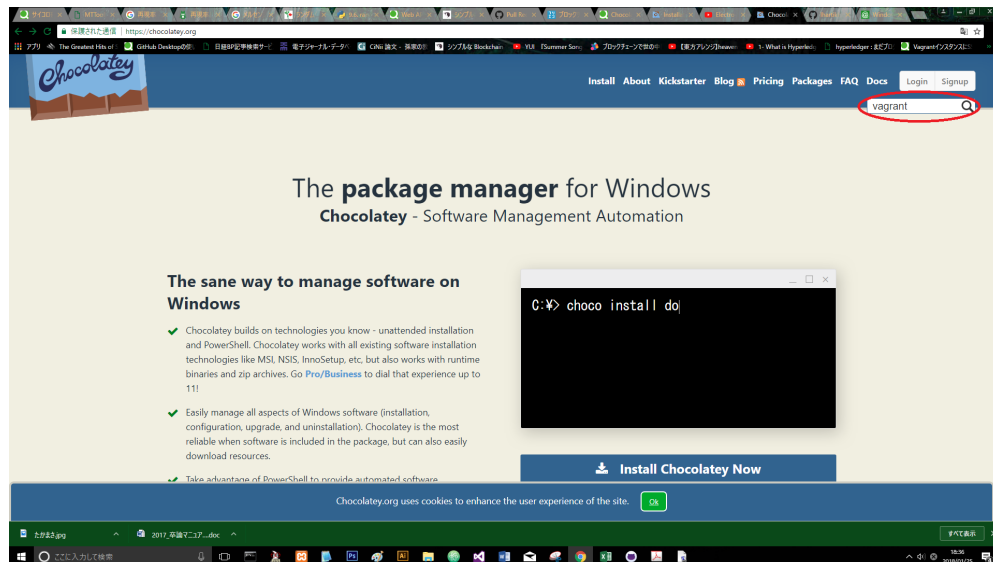 保護された通信 | https://chocolatey.org
アプリ
The Greatest Hits of
GitHub Desktopの使
日経BP記事検索サービ
電子ジャーナル・データベ
CiNii 論文 -
シンプルな Blockchain
YUI 「Summer Song
ブロックチェーンで世の中
【東方アレンジ】heaven
1- What is Hyperledg
hyperledger : まだプロ
Vagrantインスタンスに
Chocolatey
Install About Kickstarter Blog Pricing Packages FAQ Docs Login Signup
vagrant
The package manager for Windows
Chocolatey - Software Management Automation
The sane way to manage software on
Windows
Chocolatey builds on technologies you know - unattended installation
and PowerShell. Chocolatey works with all existing software installation
technologies like MSI, NSIS, InnoSetup, etc, but also works with runtime
binaries and zip archives. Go Pro/Business to dial that experience up to
11!
Easily manage all aspects of Windows software (installation,
configuration, upgrade, and uninstallation). Chocolatey is the most
reliable when software is included in the package, but can also easily
download resources.
Take advantage of PowerShell to provide automated software
C:¥> choco install do
Install Chocolatey Now
Chocolatey.org uses cookies to enhance the user experience of the site. Ok
たかまさ.jpg
2017_卒論マニュア....doc
すべて表示
ここに入力して検索
18:36
2018/01/25